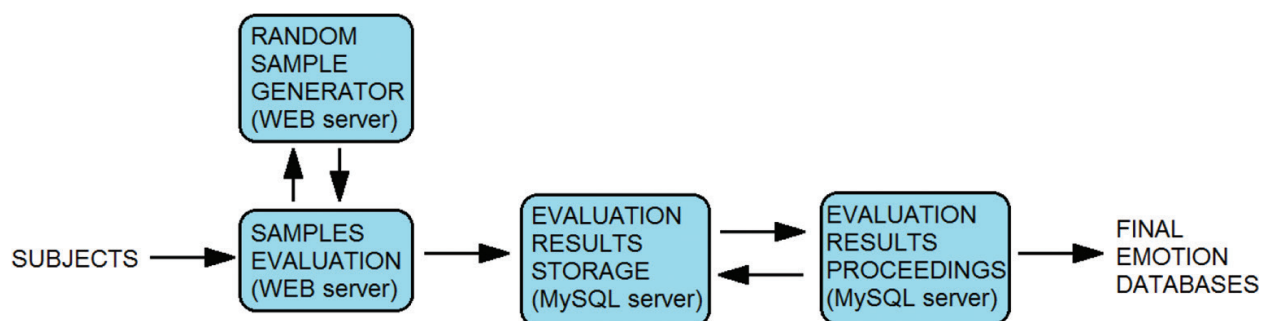 RANDOM
SAMPLE
GENERATOR
(WEB server)
SUBJECTS
SAMPLES
EVALUATION
(WEB server)
EVALUATION
RESULTS
STORAGE
(MySQL server)
EVALUATION
RESULTS
PROCEEDINGS
(MySQL server)
FINAL
EMOTION
DATABASES